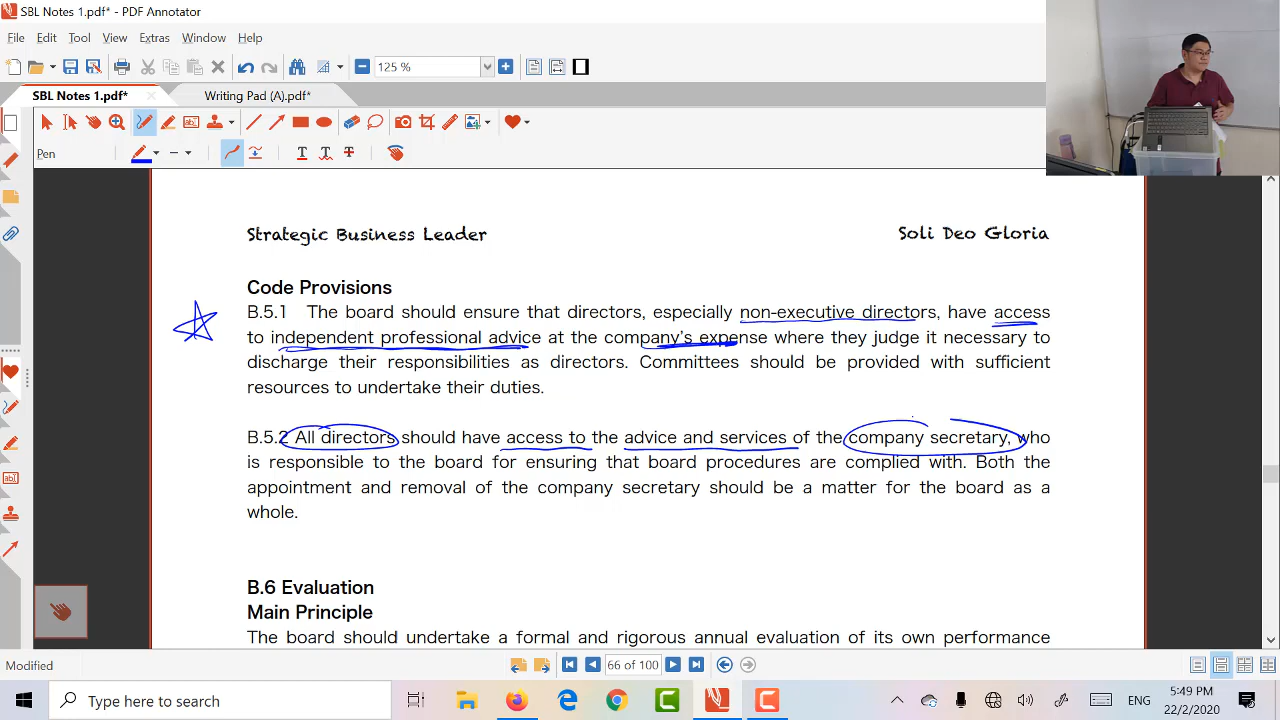 SBL Notes 1.pdf* - PDF Annotator
File Edit Tool View Extras Window Help
125 %
SBL Notes 1.pdf* Writing Pad (A).pdf*
Pen
Strategic Business Leader Soli Deo Gloria
Code Provisions
B.5.1 The board should ensure that directors, especially non-executive directors, have access
to independent professional advice at the company's expense where they judge it necessary to
discharge their responsibilities as directors. Committees should be provided with sufficient
resources to undertake their duties.
B.5.2 All directors should have access to the advice and services of the company secretary, who
is responsible to the board for ensuring that board procedures are complied with. Both the
appointment and removal of the company secretary should be a matter for the board as a
whole.
B.6 Evaluation
Main Principle
The board should undertake a formal and rigorous annual evaluation of its own performance
Modified 66 of 100
Type here to search
ENG 5:49 PM
22/2/2020